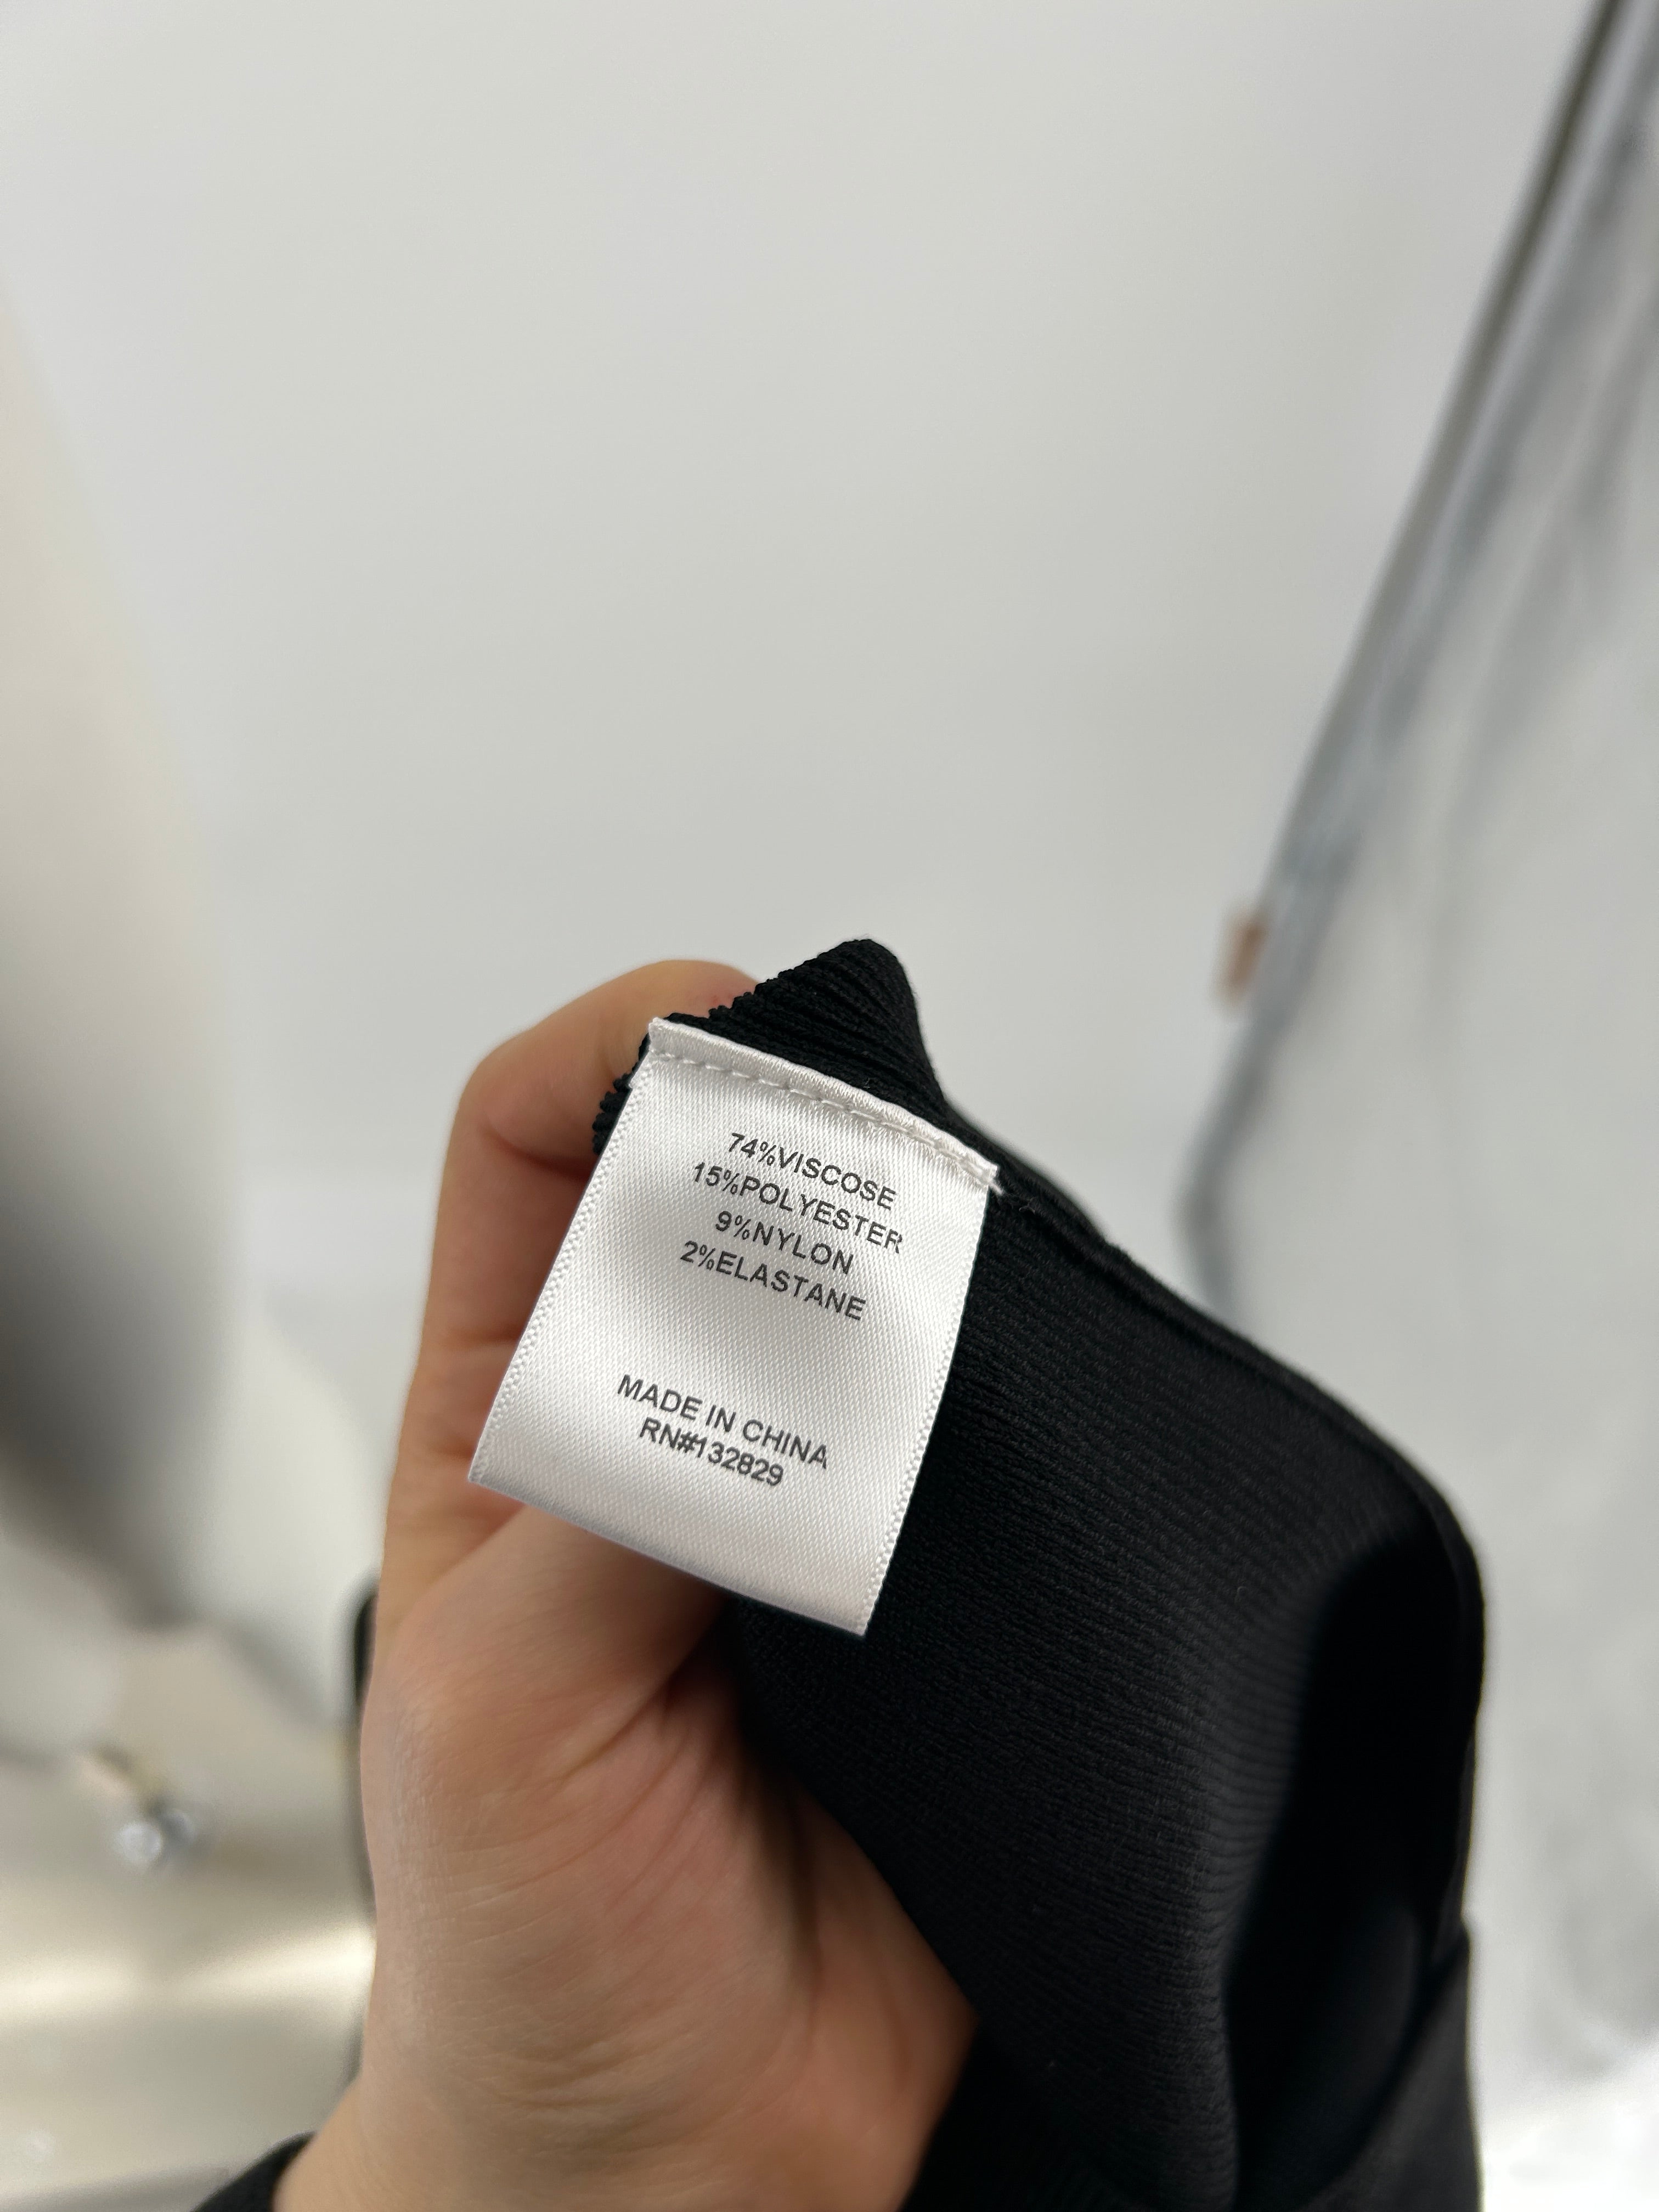 74%VISCOSE
15%POLYESTER
9%NYLON
2%ELASTANE
MADE IN CHINA
RN#132829